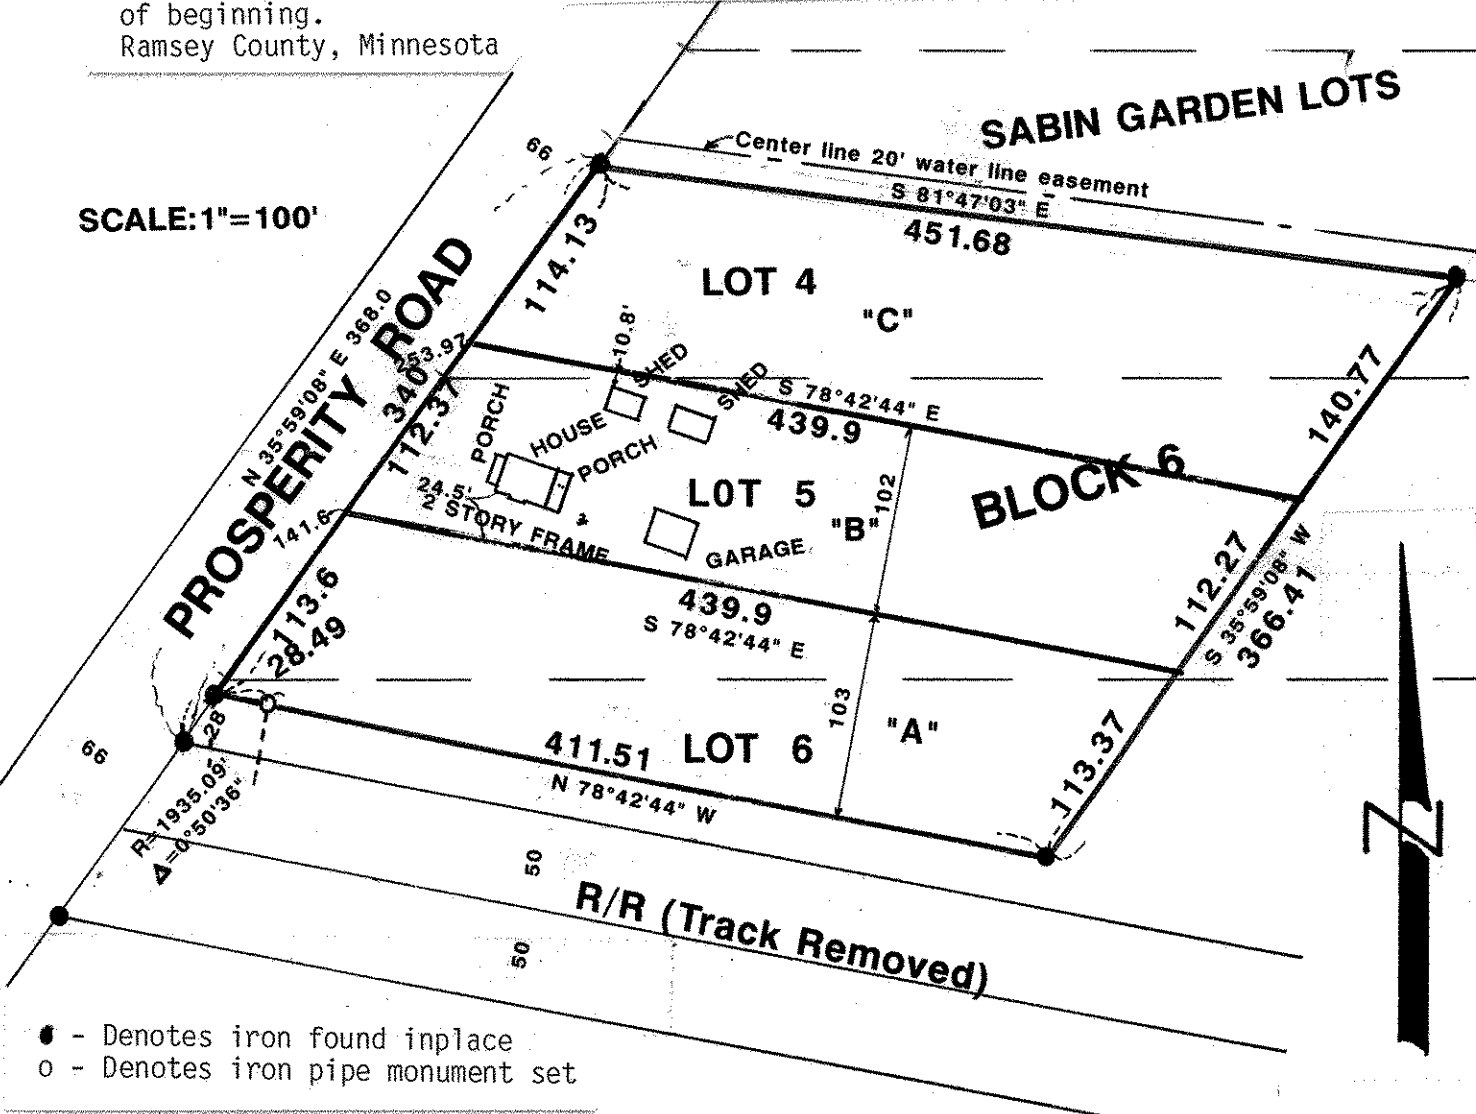 of beginning.
Ramsey County, Minnesota
SABIN GARDEN LOTS
66
Center line 20' water line easement
S 81°47'03" E
451.68
SCALE:1"=100'
PROSPERITY ROAD
N 35°59'08" E 368.0
114.13
LOT 4
"C"
10.8'
SHED
SHED
253.97
340
112.37
S 78°42'44" E
439.9
140.77
PORCH
HOUSE
PORCH
24.5'
2 STORY FRAME
LOT 5
"B"
102
BLOCK 6
GARAGE
141.6
439.9
S 78°42'44" E
112.27
S 35°59'08" W
366.41
113.6
28.49
103
"A"
113.37
28
411.51
LOT 6
N 78°42'44" W
66
R=1935.09'
Δ=0°50'36"
50
R/R (Track Removed)
50
- Denotes iron found inplace
o - Denotes iron pipe monument set
N